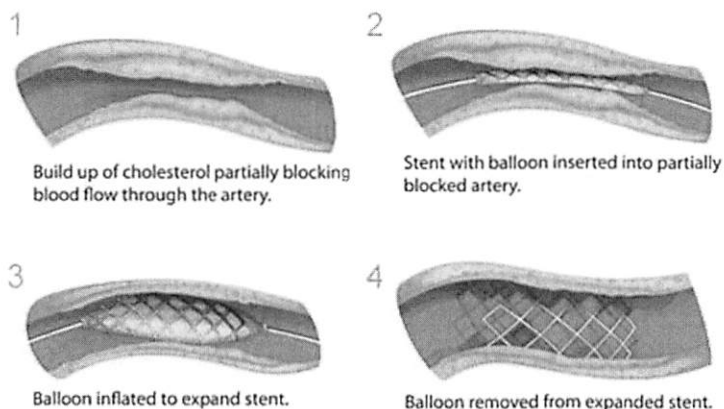 1
Build up of cholesterol partially blocking
blood flow through the artery.
2
Stent with balloon inserted into partially
blocked artery.
3
Balloon inflated to expand stent.
4
Balloon removed from expanded stent.